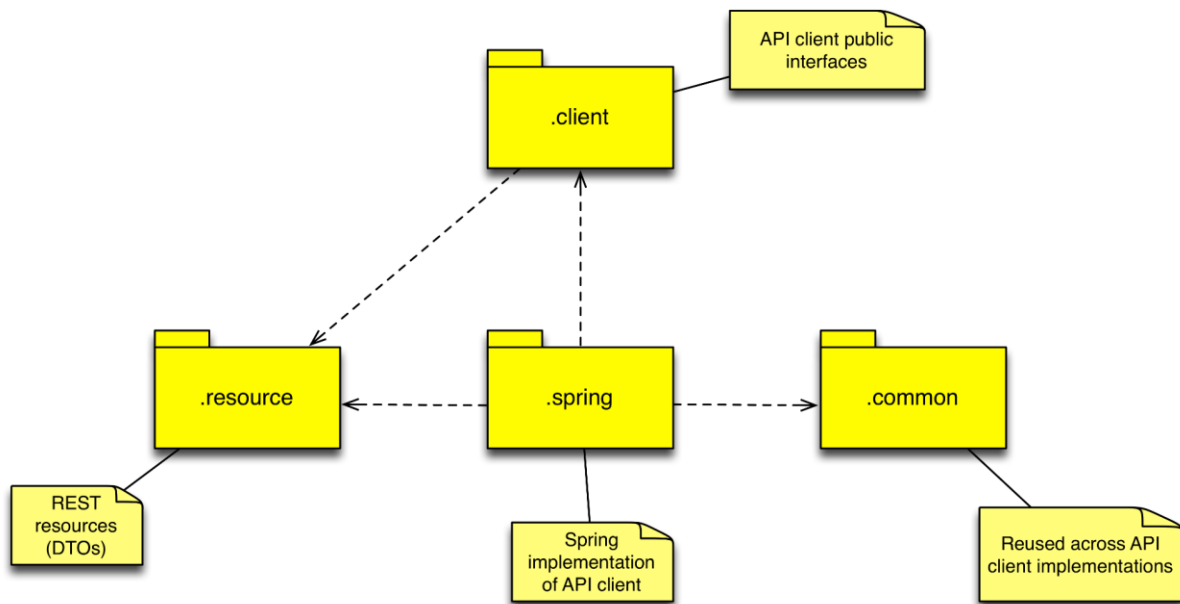 API client public
interfaces
.client
.resource
.spring
.common
REST
resources
(DTOs)
Spring
implementation
of API client
Reused across API
client implementations